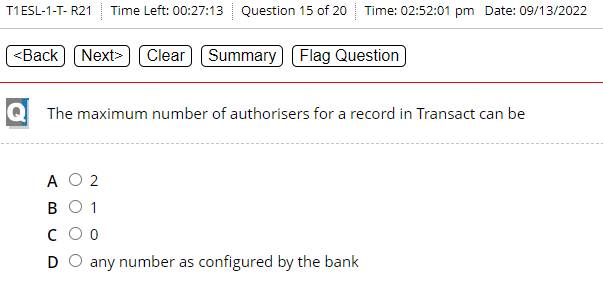 T1ESL-1-T- R21 Time Left: 00:27:13 Question 15 of 20 Time: 02:52:01 pm Date: 09/13/2022
<Back Next> Clear Summary Flag Question
Q The maximum number of authorisers for a record in Transact can be
A 2
B 1
C 0
D any number as configured by the bank